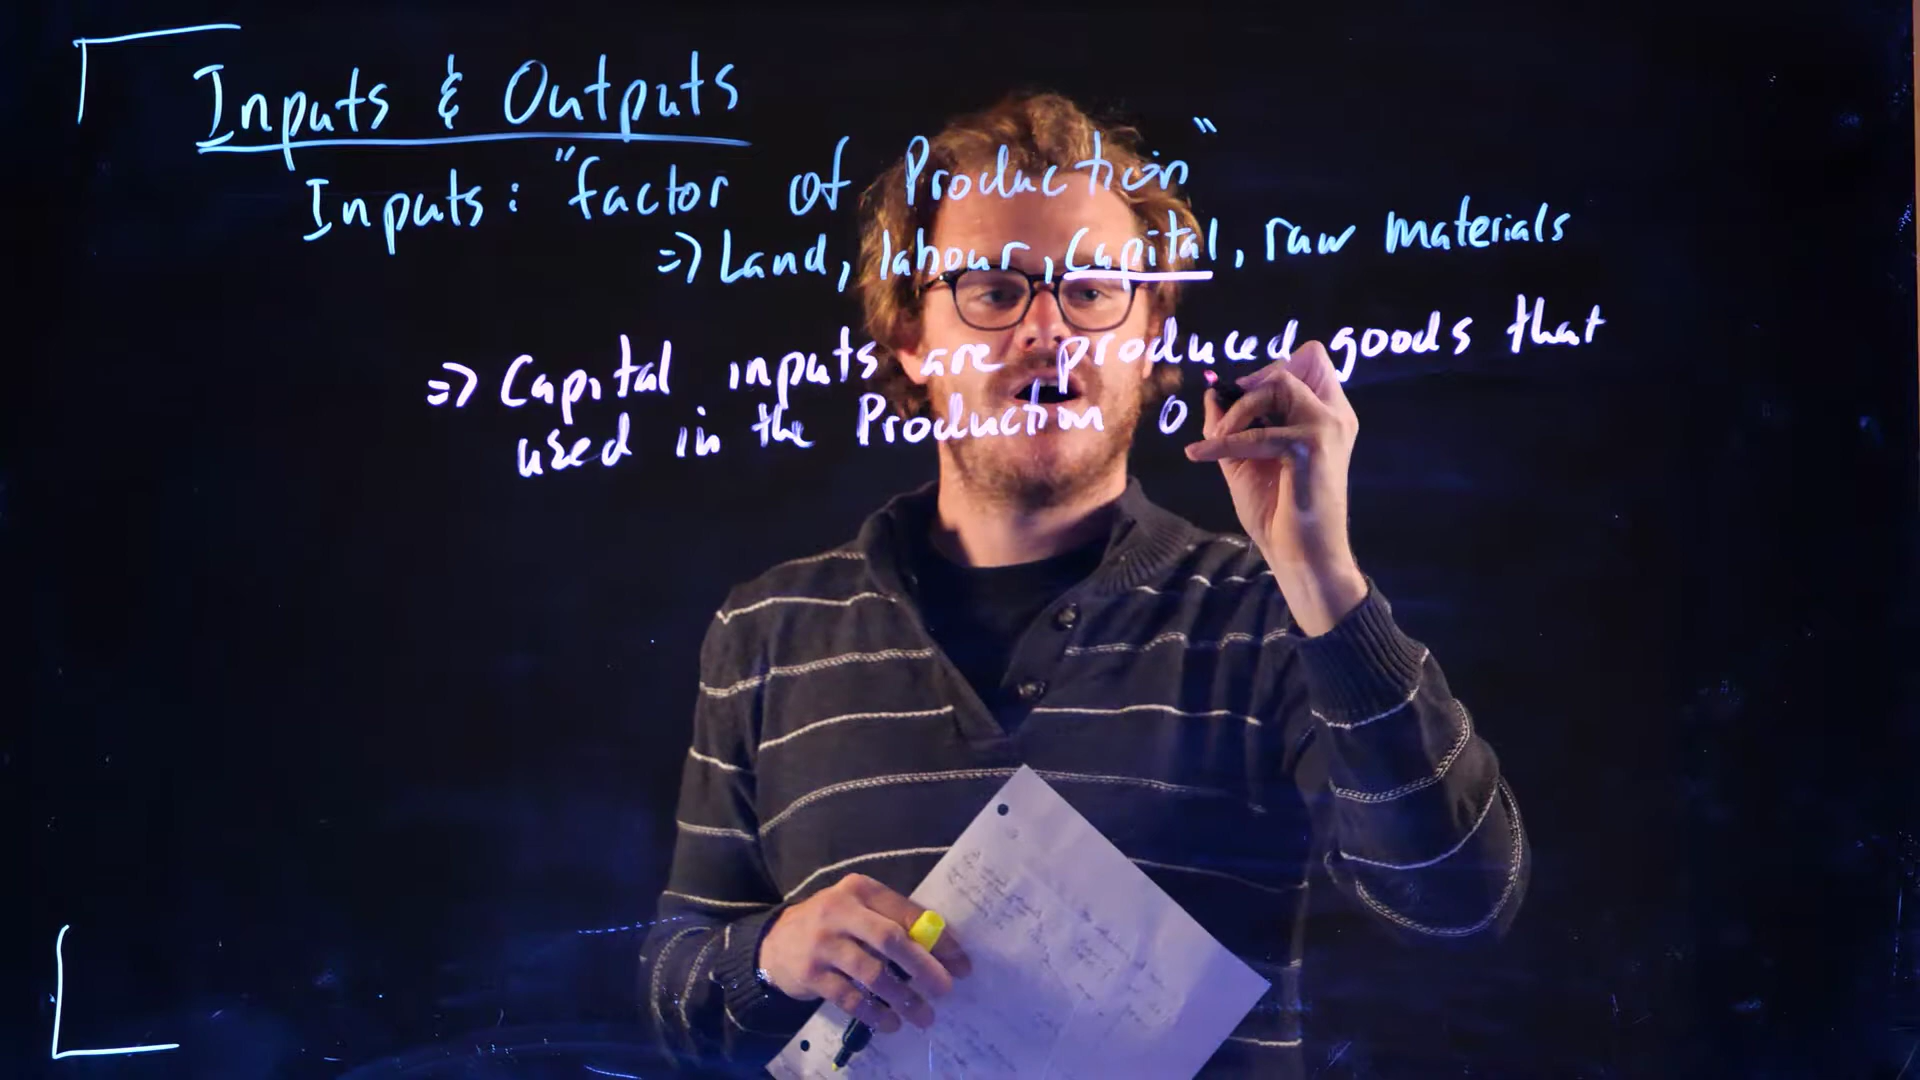 Inputs & Outputs
Inputs: "factor of Production"
=> Land, labour, Capital, raw materials
=> Capital inputs are produced goods that
used in the Production o